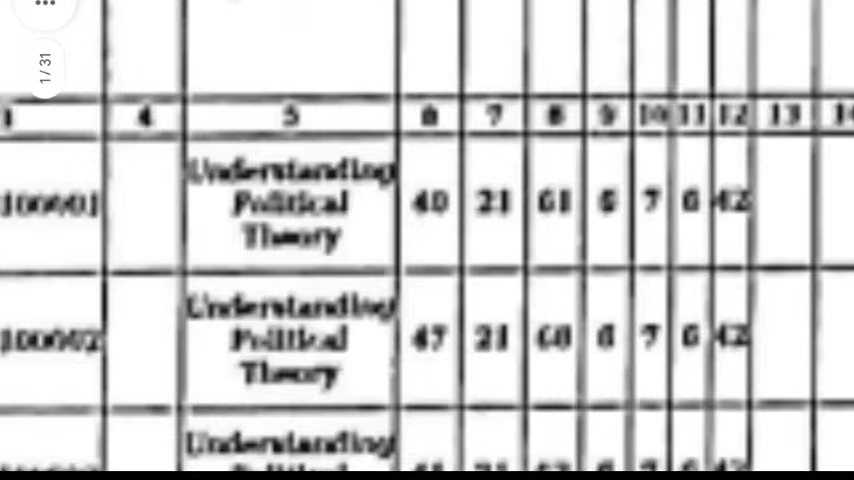 1/31
4 5 6 7 8 9 10 11 12 13
Understanding
Political
Theory
40 21 61 6 7 6 42
Understanding
Political
Theory
47 21 68 6 7 6 42
Understanding
Political